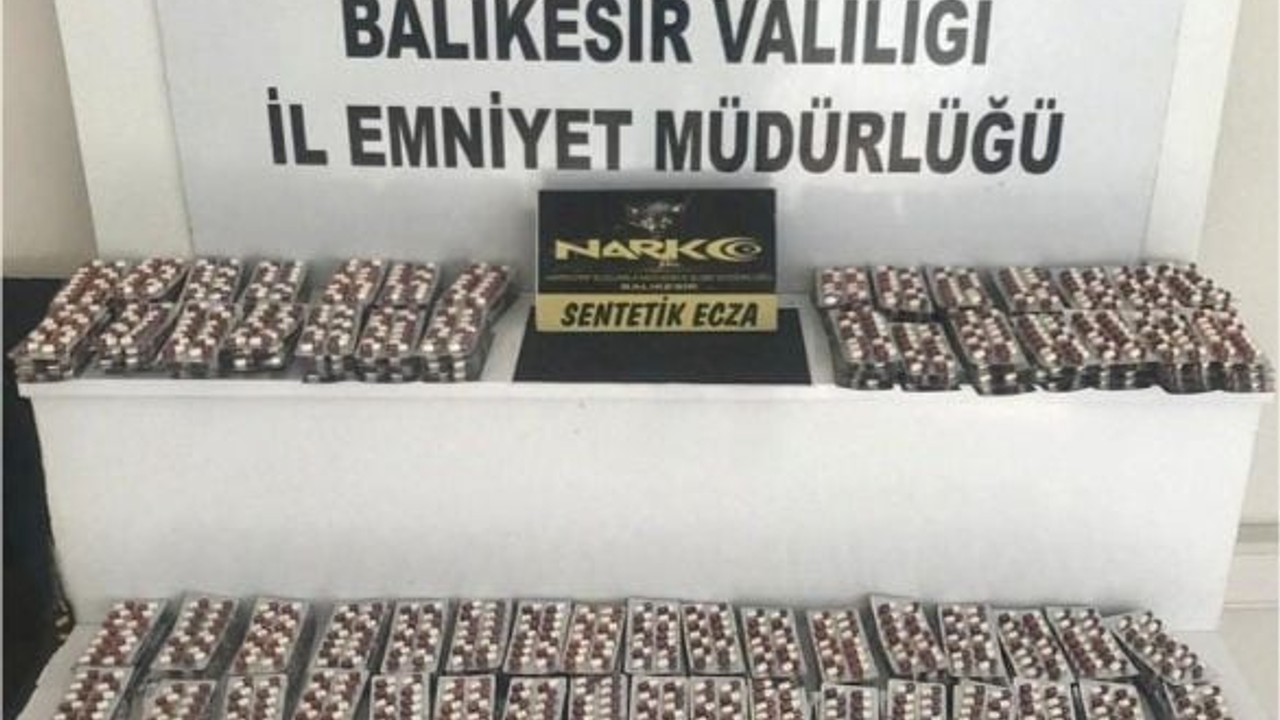 BALIKESİR VALİLİĞİ
İL EMNİYET MÜDÜRLÜĞÜ
NARKO
BALIKESİR
SENTETİK ECZA